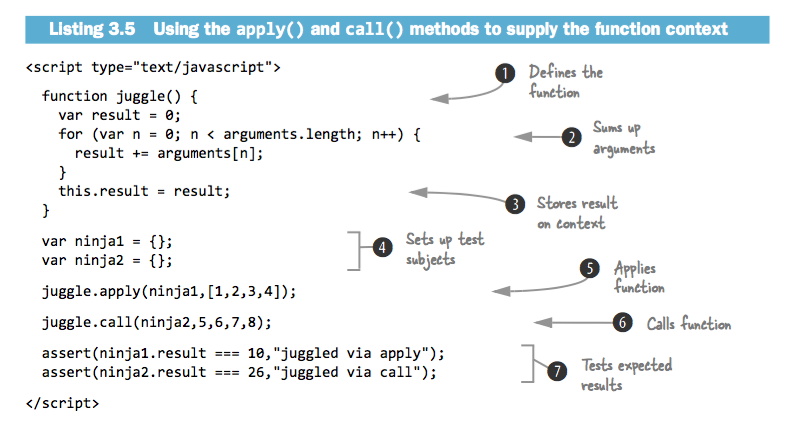 Listing 3.5 Using the apply() and call() methods to supply the function context
<script type="text/javascript">
function juggle() {
var result = 0;
for (var n = 0; n < arguments.length; n++) {
result += arguments[n];
}
this.result = result;
}
var ninja1 = {};
var ninja2 = {};
juggle.apply(ninja1,[1,2,3,4]);
juggle.call(ninja2,5,6,7,8);
assert(ninja1.result === 10,"juggled via apply");
assert(ninja2.result === 26,"juggled via call");
</script>
1 Defines the
function
2 Sums up
arguments
3 Stores result
on context
4 Sets up test
subjects
5 Applies
function
6 Calls function
7 Tests expected
results